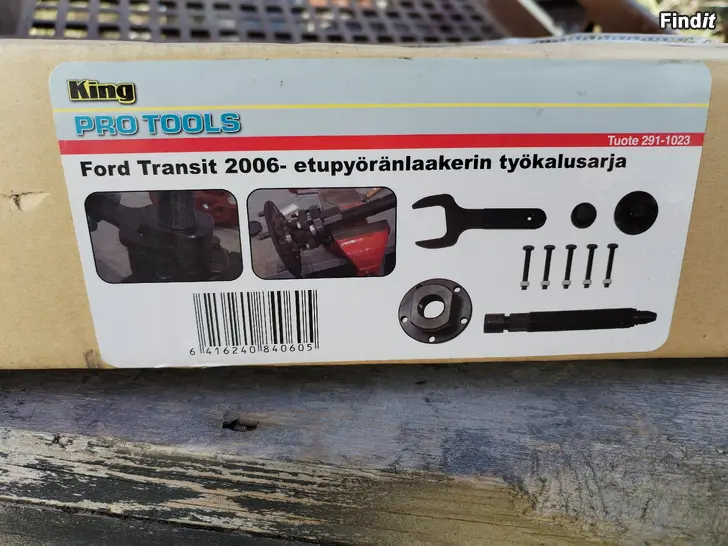 Findit
King
PRO TOOLS
Tuote 291-1023
Ford Transit 2006- etupyöränlaakerin työkalusarja
6 416240 840605